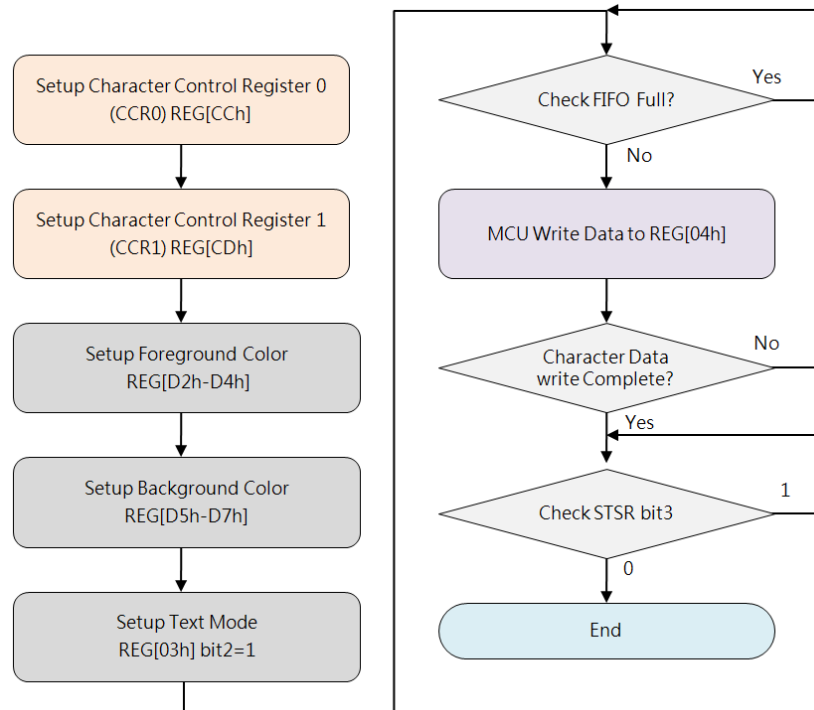 Setup Character Control Register 0
(CCR0) REG[CCh]
Setup Character Control Register 1
(CCR1) REG[CDh]
Setup Foreground Color
REG[D2h-D4h]
Setup Background Color
REG[D5h-D7h]
Setup Text Mode
REG[03h] bit2=1
Check FIFO Full?
Yes
No
MCU Write Data to REG[04h]
Character Data
write Complete?
No
Yes
Check STSR bit3
1
0
End